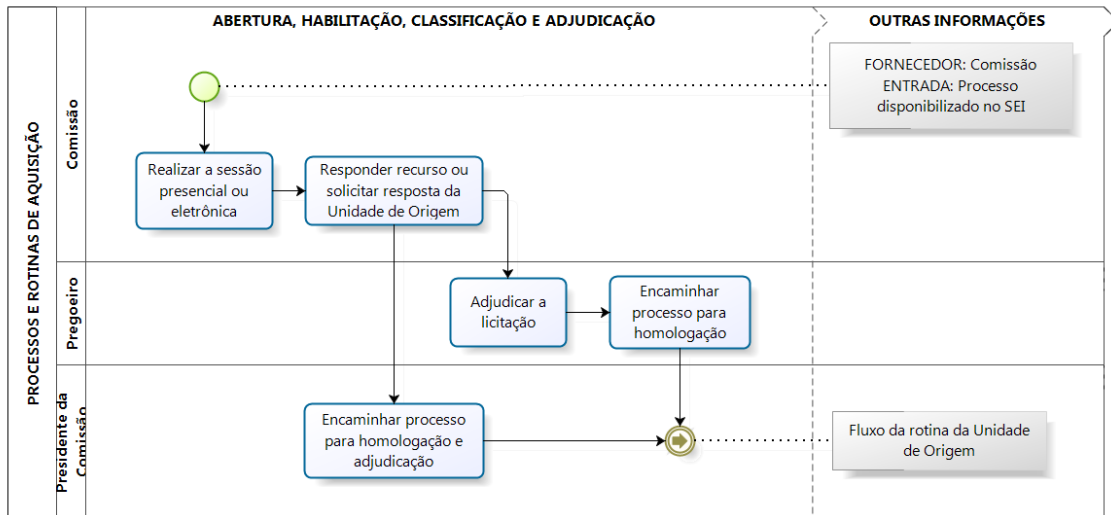 ABERTURA, HABILITAÇÃO, CLASSIFICAÇÃO E ADJUDICAÇÃO
OUTRAS INFORMAÇÕES
PROCESSOS E ROTINAS DE AQUISIÇÃO
Comissão
FORNECEDOR: Comissão
ENTRADA: Processo
disponibilizado no SEI
Realizar a sessão
presencial ou
eletrônica
Responder recurso ou
solicitar resposta da
Unidade de Origem
Pregoeiro
Adjudicar a
licitação
Encaminhar
processo para
homologação
Presidente da
Comissão
Encaminhar processo
para homologação e
adjudicação
Fluxo da rotina da Unidade
de Origem